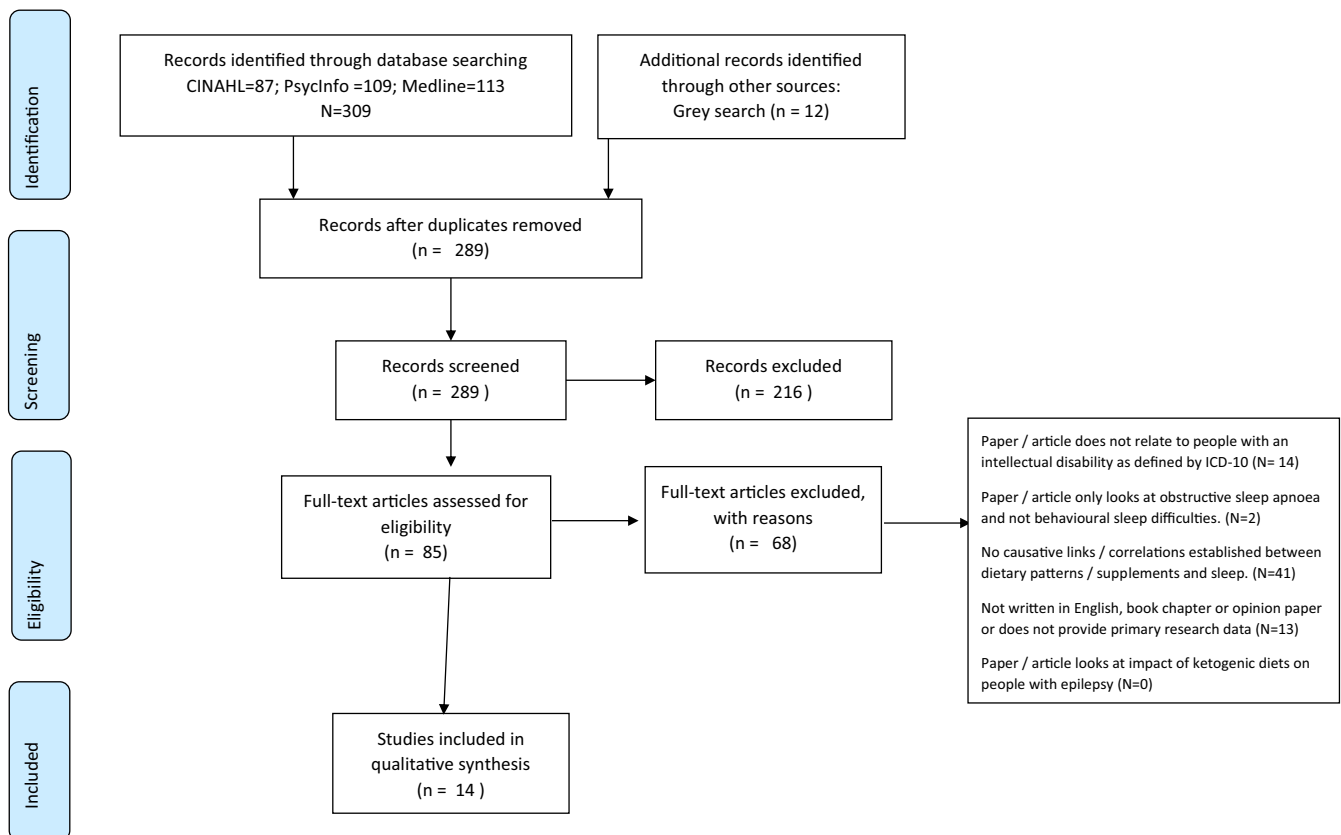 Identification
Records identified through database searching
CINAHL=87; PsycInfo =109; Medline=113
N=309
Additional records identified
through other sources:
Grey search (n = 12)
Records after duplicates removed
(n = 289)
Screening
Records screened
(n = 289 )
Records excluded
(n = 216 )
Eligibility
Full-text articles assessed for
eligibility
(n = 85)
Full-text articles excluded,
with reasons
(n = 68)
Paper / article does not relate to people with an
intellectual disability as defined by ICD-10 (N= 14)
Paper / article only looks at obstructive sleep apnoea
and not behavioural sleep difficulties. (N=2)
No causative links / correlations established between
dietary patterns / supplements and sleep. (N=41)
Not written in English, book chapter or opinion paper
or does not provide primary research data (N=13)
Paper / article looks at impact of ketogenic diets on
people with epilepsy (N=0)
Included
Studies included in
qualitative synthesis
(n = 14 )